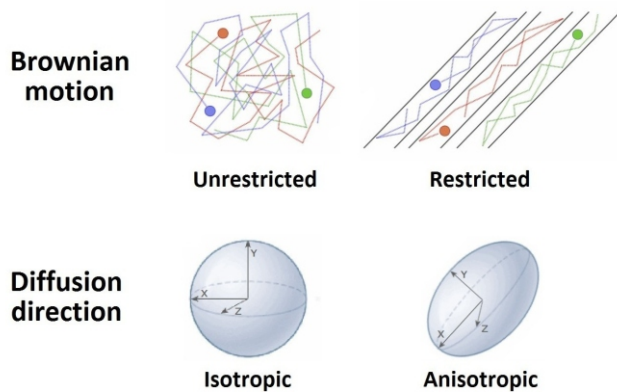 Brownian
motion
Unrestricted
Restricted
Diffusion
direction
Y
X
Z
Y
X
Z
Isotropic
Anisotropic